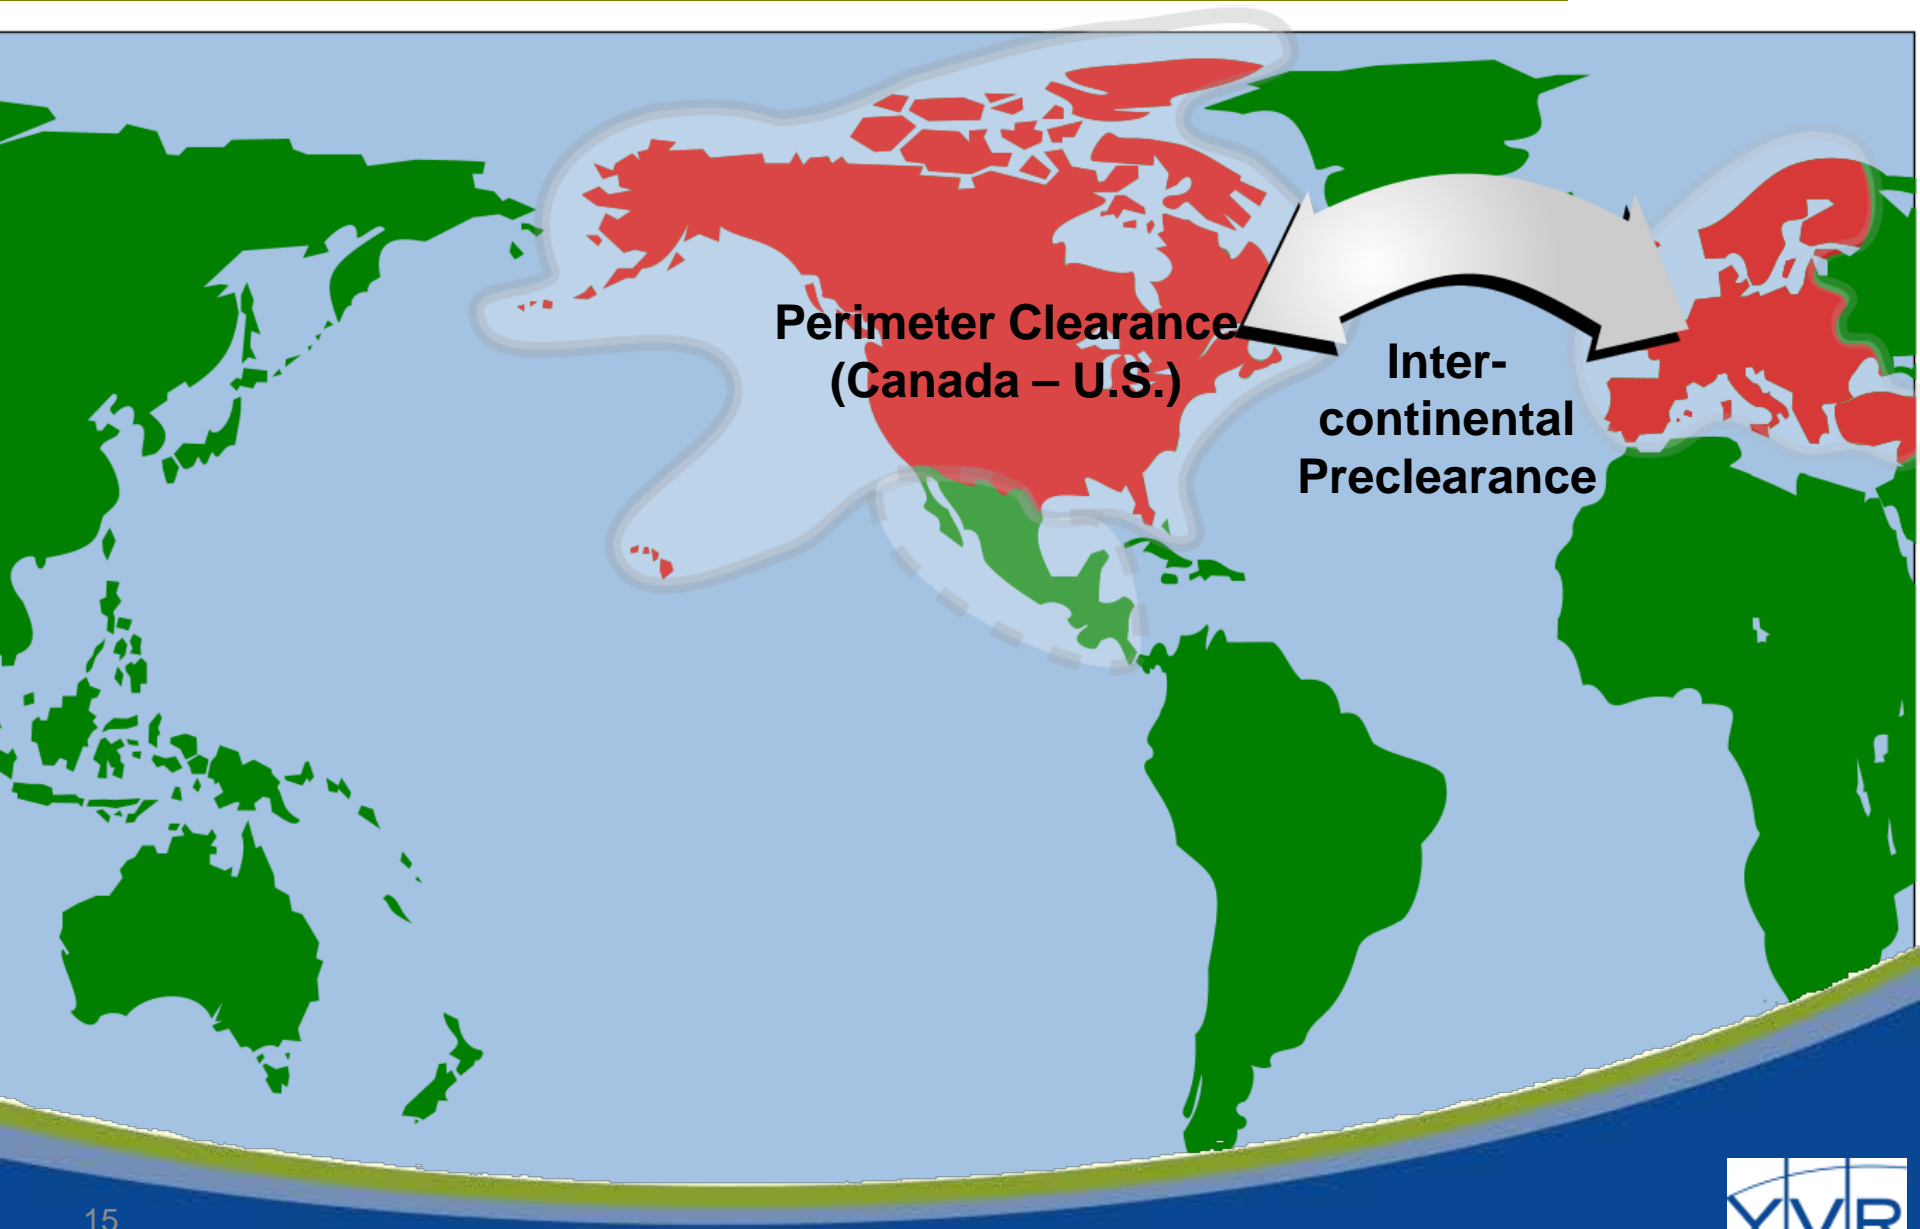 Perimeter Clearance
(Canada – U.S.)
Inter-
continental
Preclearance
15
YVR